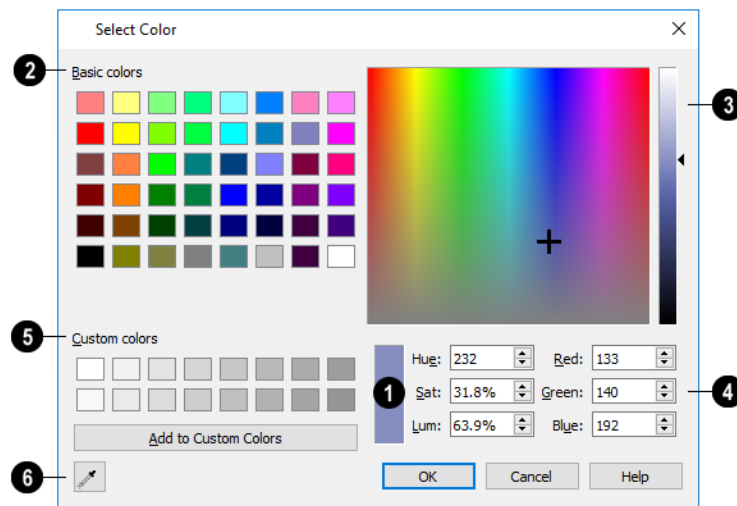 Select Color
2
Basic colors
3
5
Custom colors
Hue: 232 Red: 133
1 Sat: 31.8% Green: 140 4
Lum: 63.9% Blue: 192
Add to Custom Colors
6
OK Cancel Help